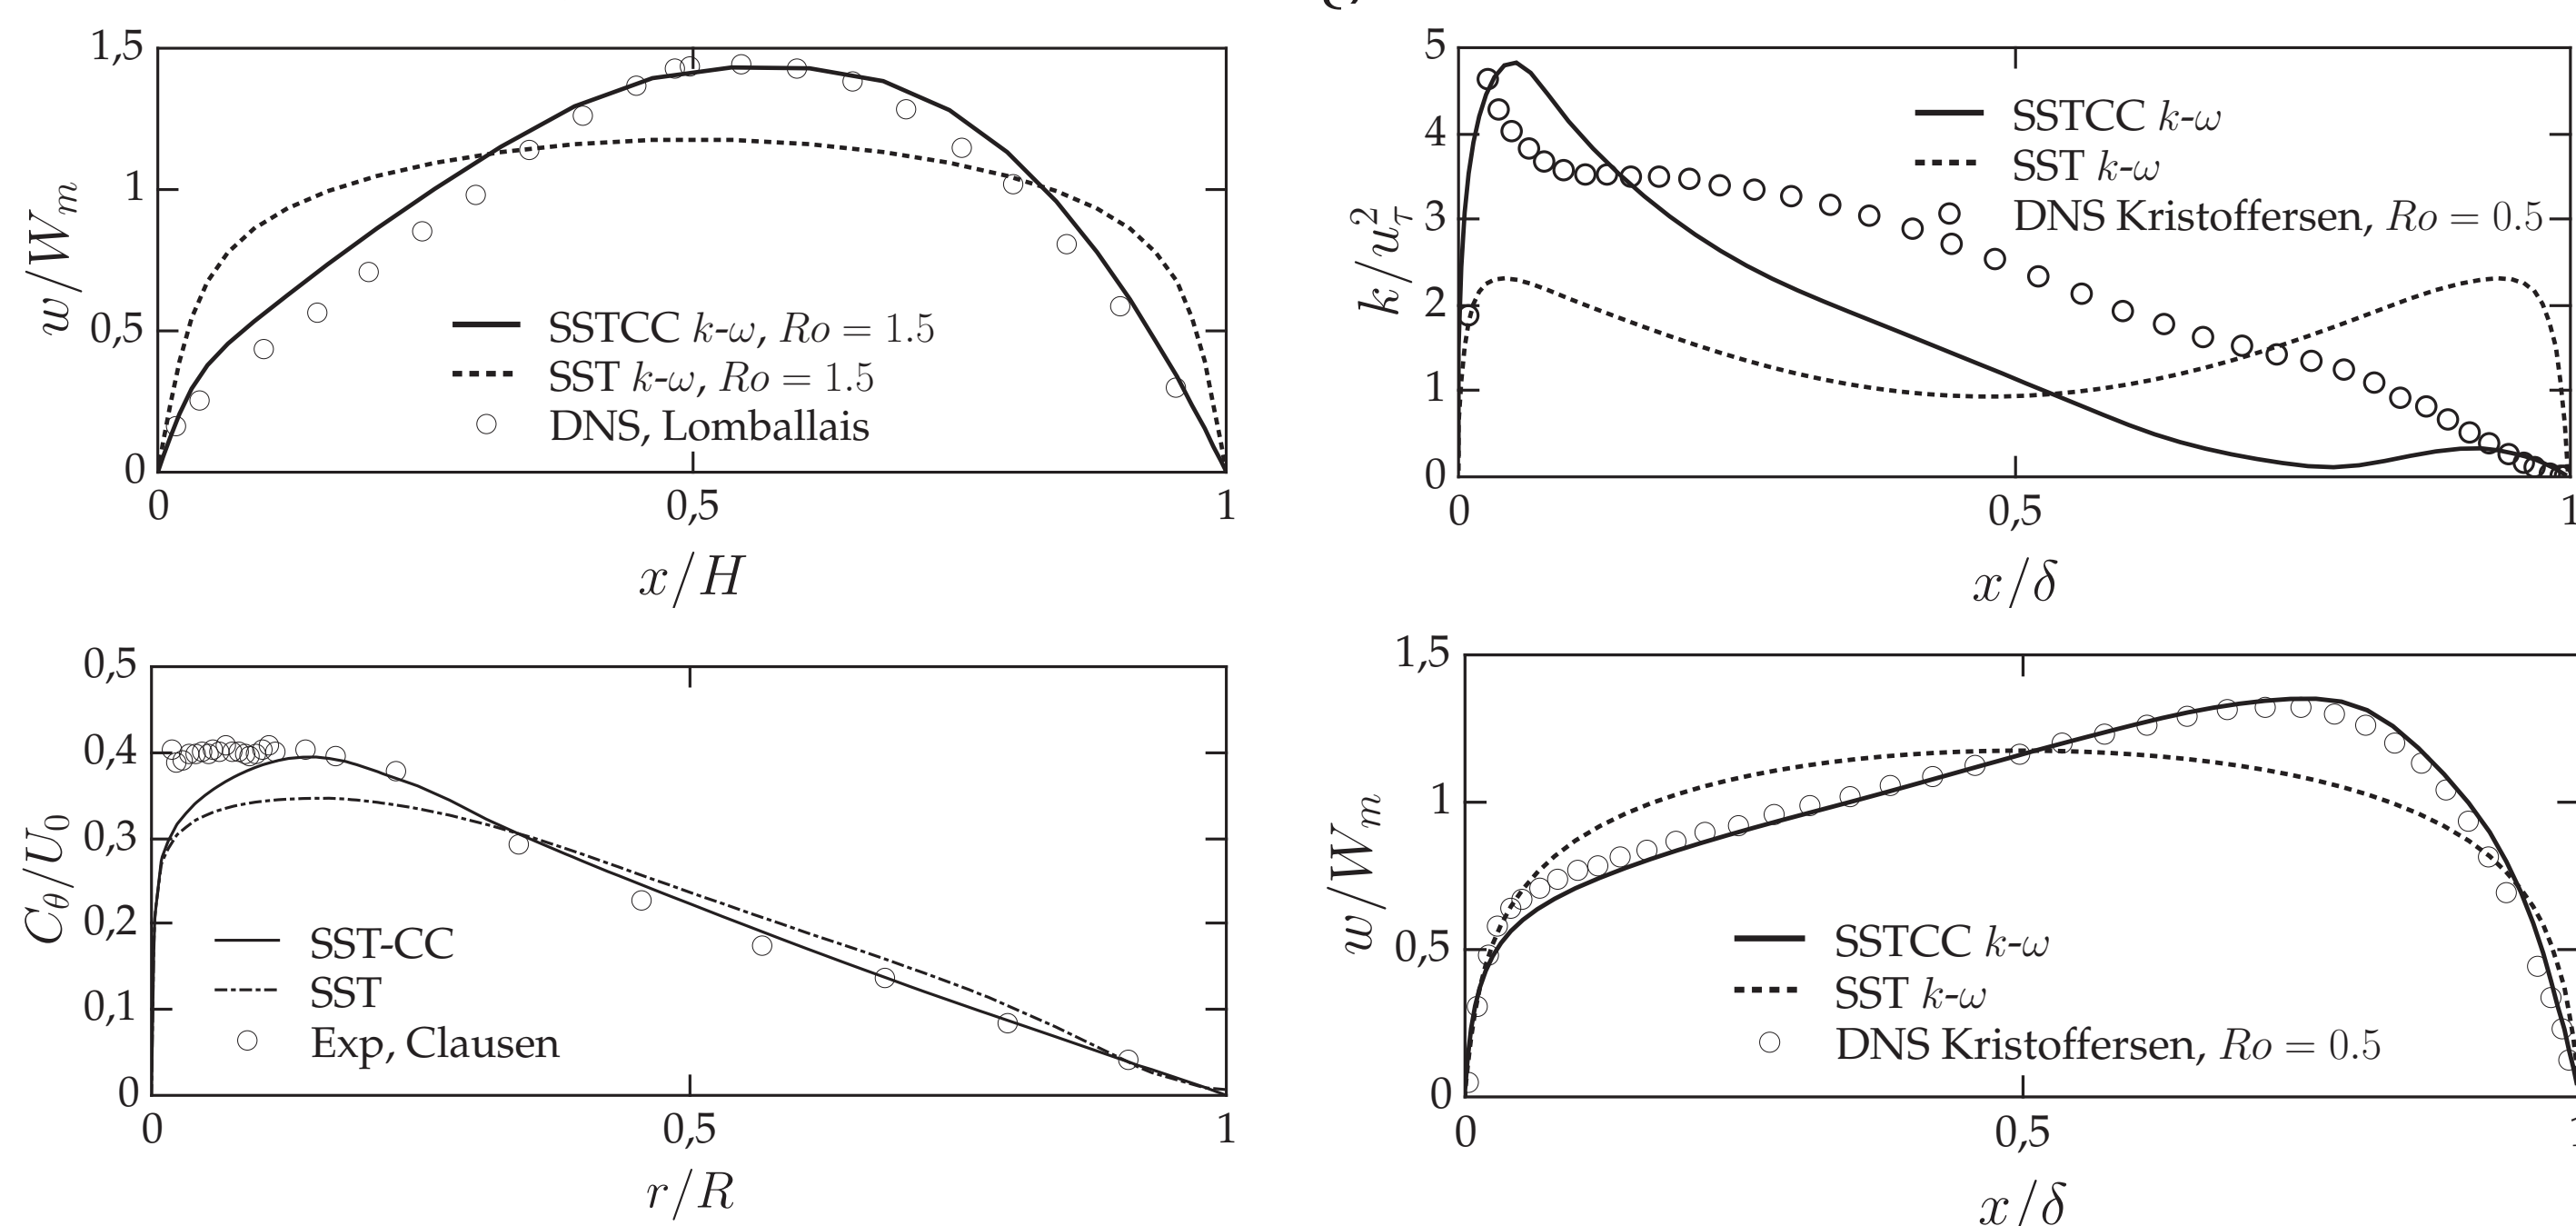 1,5
1
0,5
0
0
0,5
1
w/W_m
x/H
SSTCC k-ω, Ro = 1.5
SST k-ω, Ro = 1.5
DNS, Lomballais
5
4
3
2
1
0
0
0,5
1
k/u_τ^2
x/δ
SSTCC k-ω
SST k-ω
DNS Kristoffersen, Ro = 0.5
0,5
0,4
0,3
0,2
0,1
0
0
0,5
1
C_θ/U_0
r/R
SST-CC
SST
Exp, Clausen
1,5
1
0,5
0
0
0,5
w/W_m
x/δ
SSTCC k-ω
SST k-ω
DNS Kristoffersen, Ro = 0.5